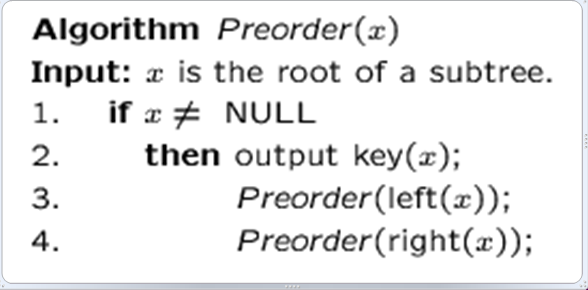 Algorithm Preorder(x)
Input: x is the root of a subtree.
1. if x ≠ NULL
2. then output key(x);
3. Preorder(left(x));
4. Preorder(right(x));